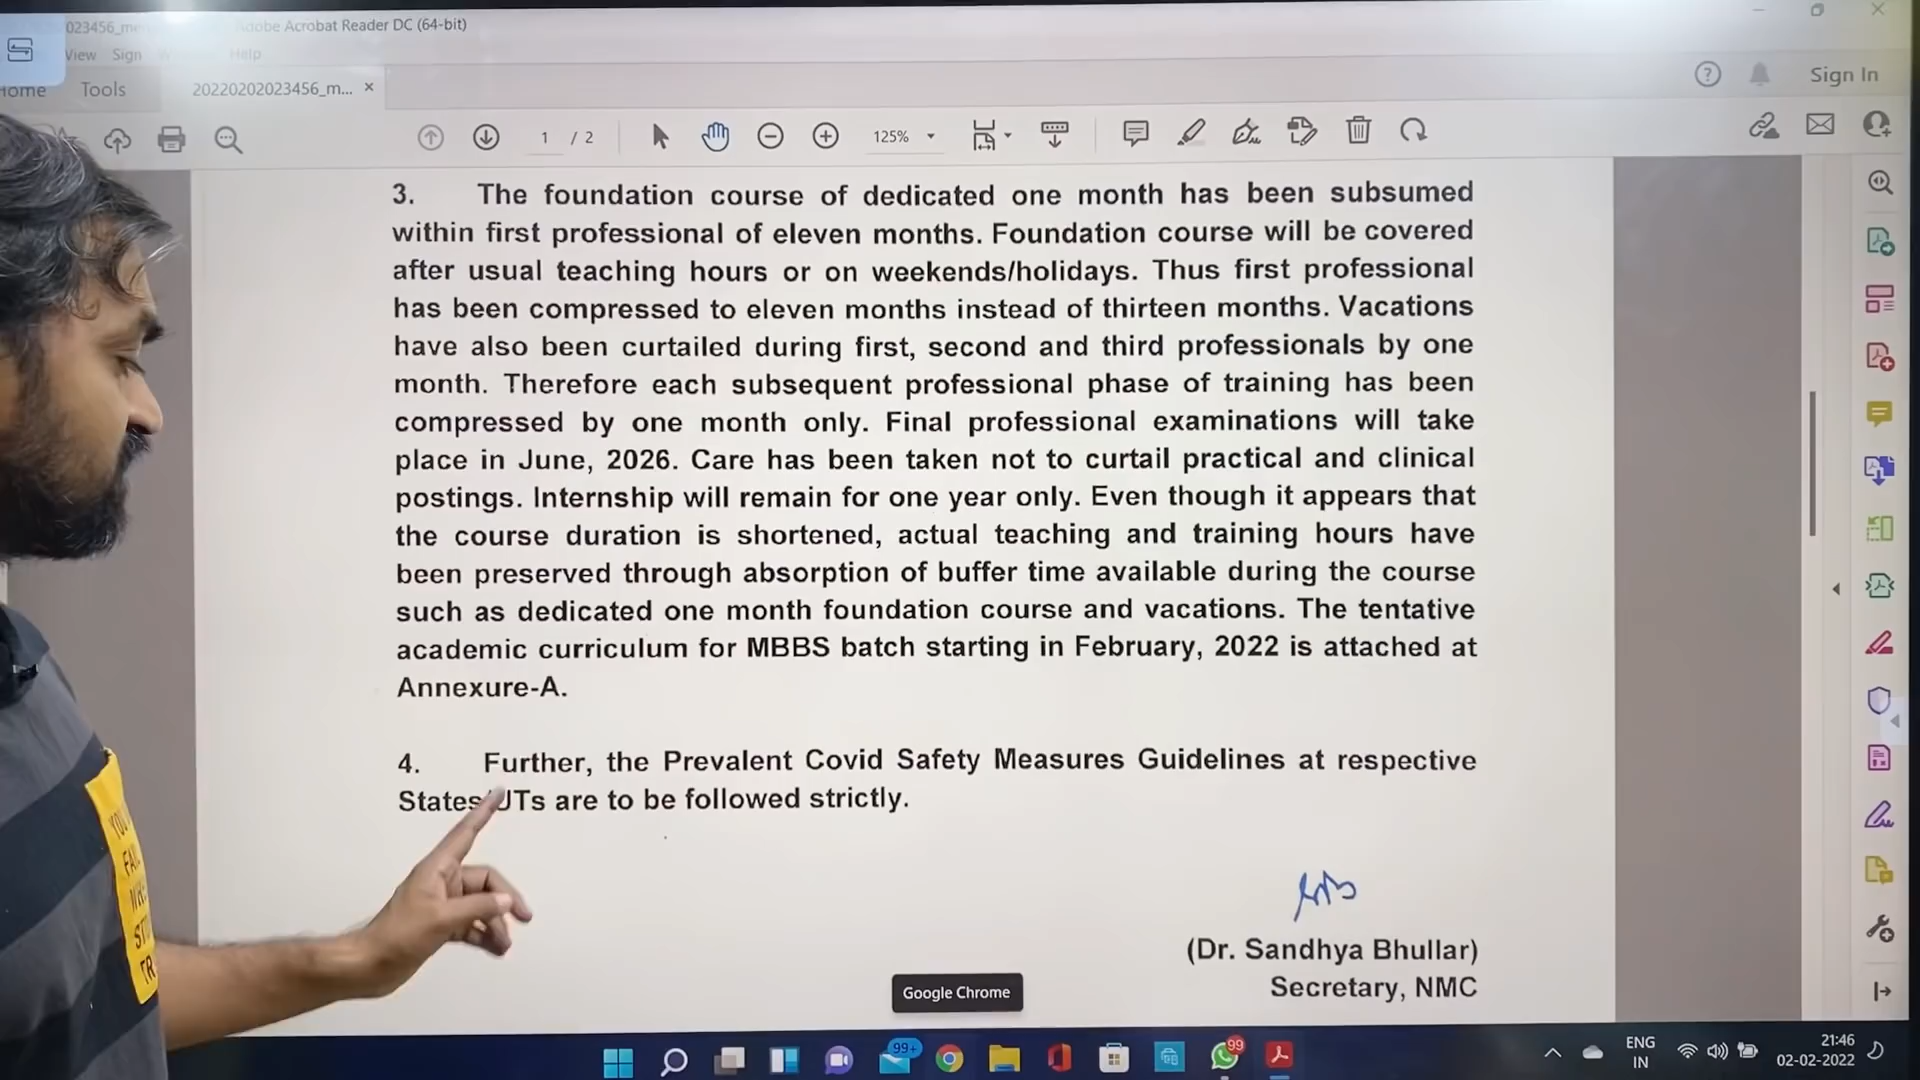 023456_me
Adobe Acrobat Reader DC (64-bit)
View Sign Help
Home Tools 20220202023456_m... ×
Sign In
1 / 2 125%
3. The foundation course of dedicated one month has been subsumed
within first professional of eleven months. Foundation course will be covered
after usual teaching hours or on weekends/holidays. Thus first professional
has been compressed to eleven months instead of thirteen months. Vacations
have also been curtailed during first, second and third professionals by one
month. Therefore each subsequent professional phase of training has been
compressed by one month only. Final professional examinations will take
place in June, 2026. Care has been taken not to curtail practical and clinical
postings. Internship will remain for one year only. Even though it appears that
the course duration is shortened, actual teaching and training hours have
been preserved through absorption of buffer time available during the course
such as dedicated one month foundation course and vacations. The tentative
academic curriculum for MBBS batch starting in February, 2022 is attached at
Annexure-A.
4. Further, the Prevalent Covid Safety Measures Guidelines at respective
States/UTs are to be followed strictly.
(Dr. Sandhya Bhullar)
Secretary, NMC
Google Chrome
YOU
FAIL
99+
99
ENG
IN
21:46
02-02-2022